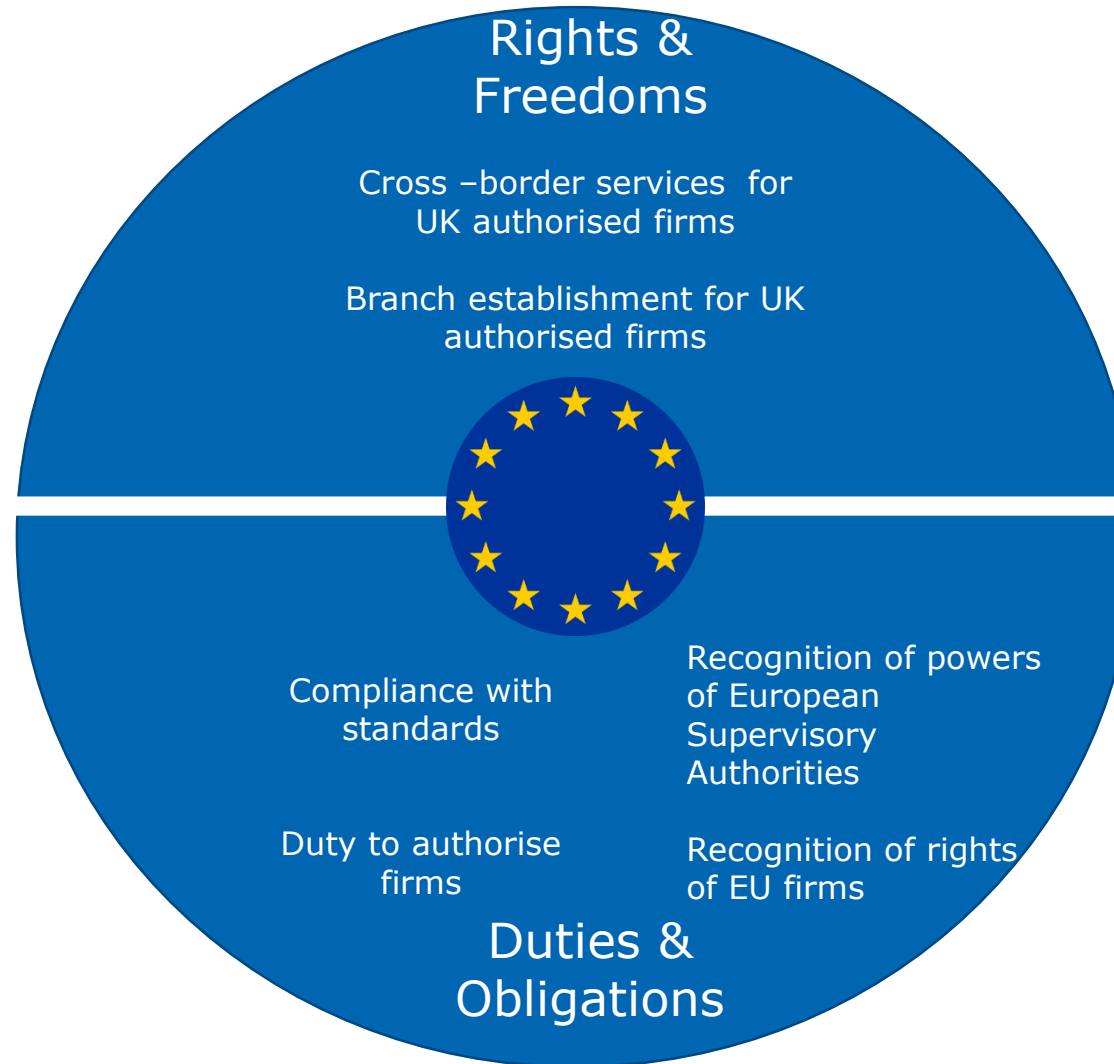 Rights &
Freedoms
Cross –border services  for
UK authorised firms
Branch establishment for UK
authorised firms
Compliance with
standards
Recognition of powers
of European
Supervisory
Authorities
Duty to authorise
firms
Recognition of rights
of EU firms
Duties &
Obligations